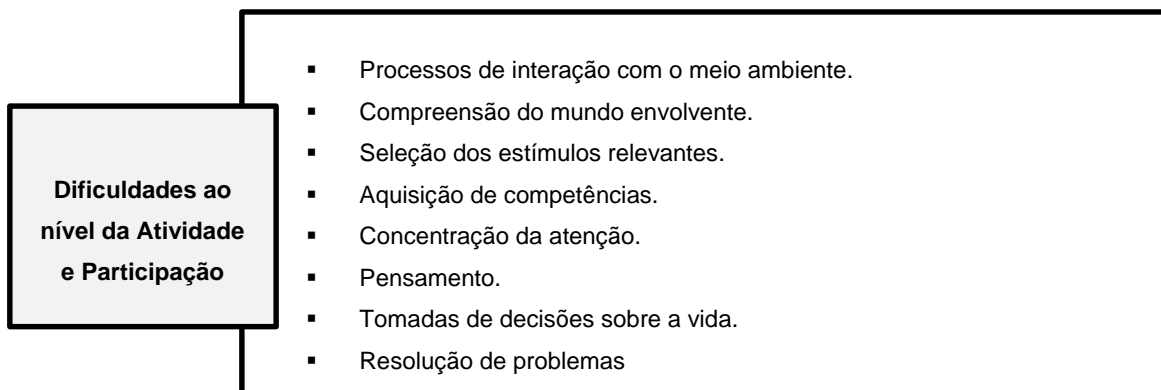 Dificuldades ao
nível da Atividade
e Participação
▪ Processos de interação com o meio ambiente.
▪ Compreensão do mundo envolvente.
▪ Seleção dos estímulos relevantes.
▪ Aquisição de competências.
▪ Concentração da atenção.
▪ Pensamento.
▪ Tomadas de decisões sobre a vida.
▪ Resolução de problemas